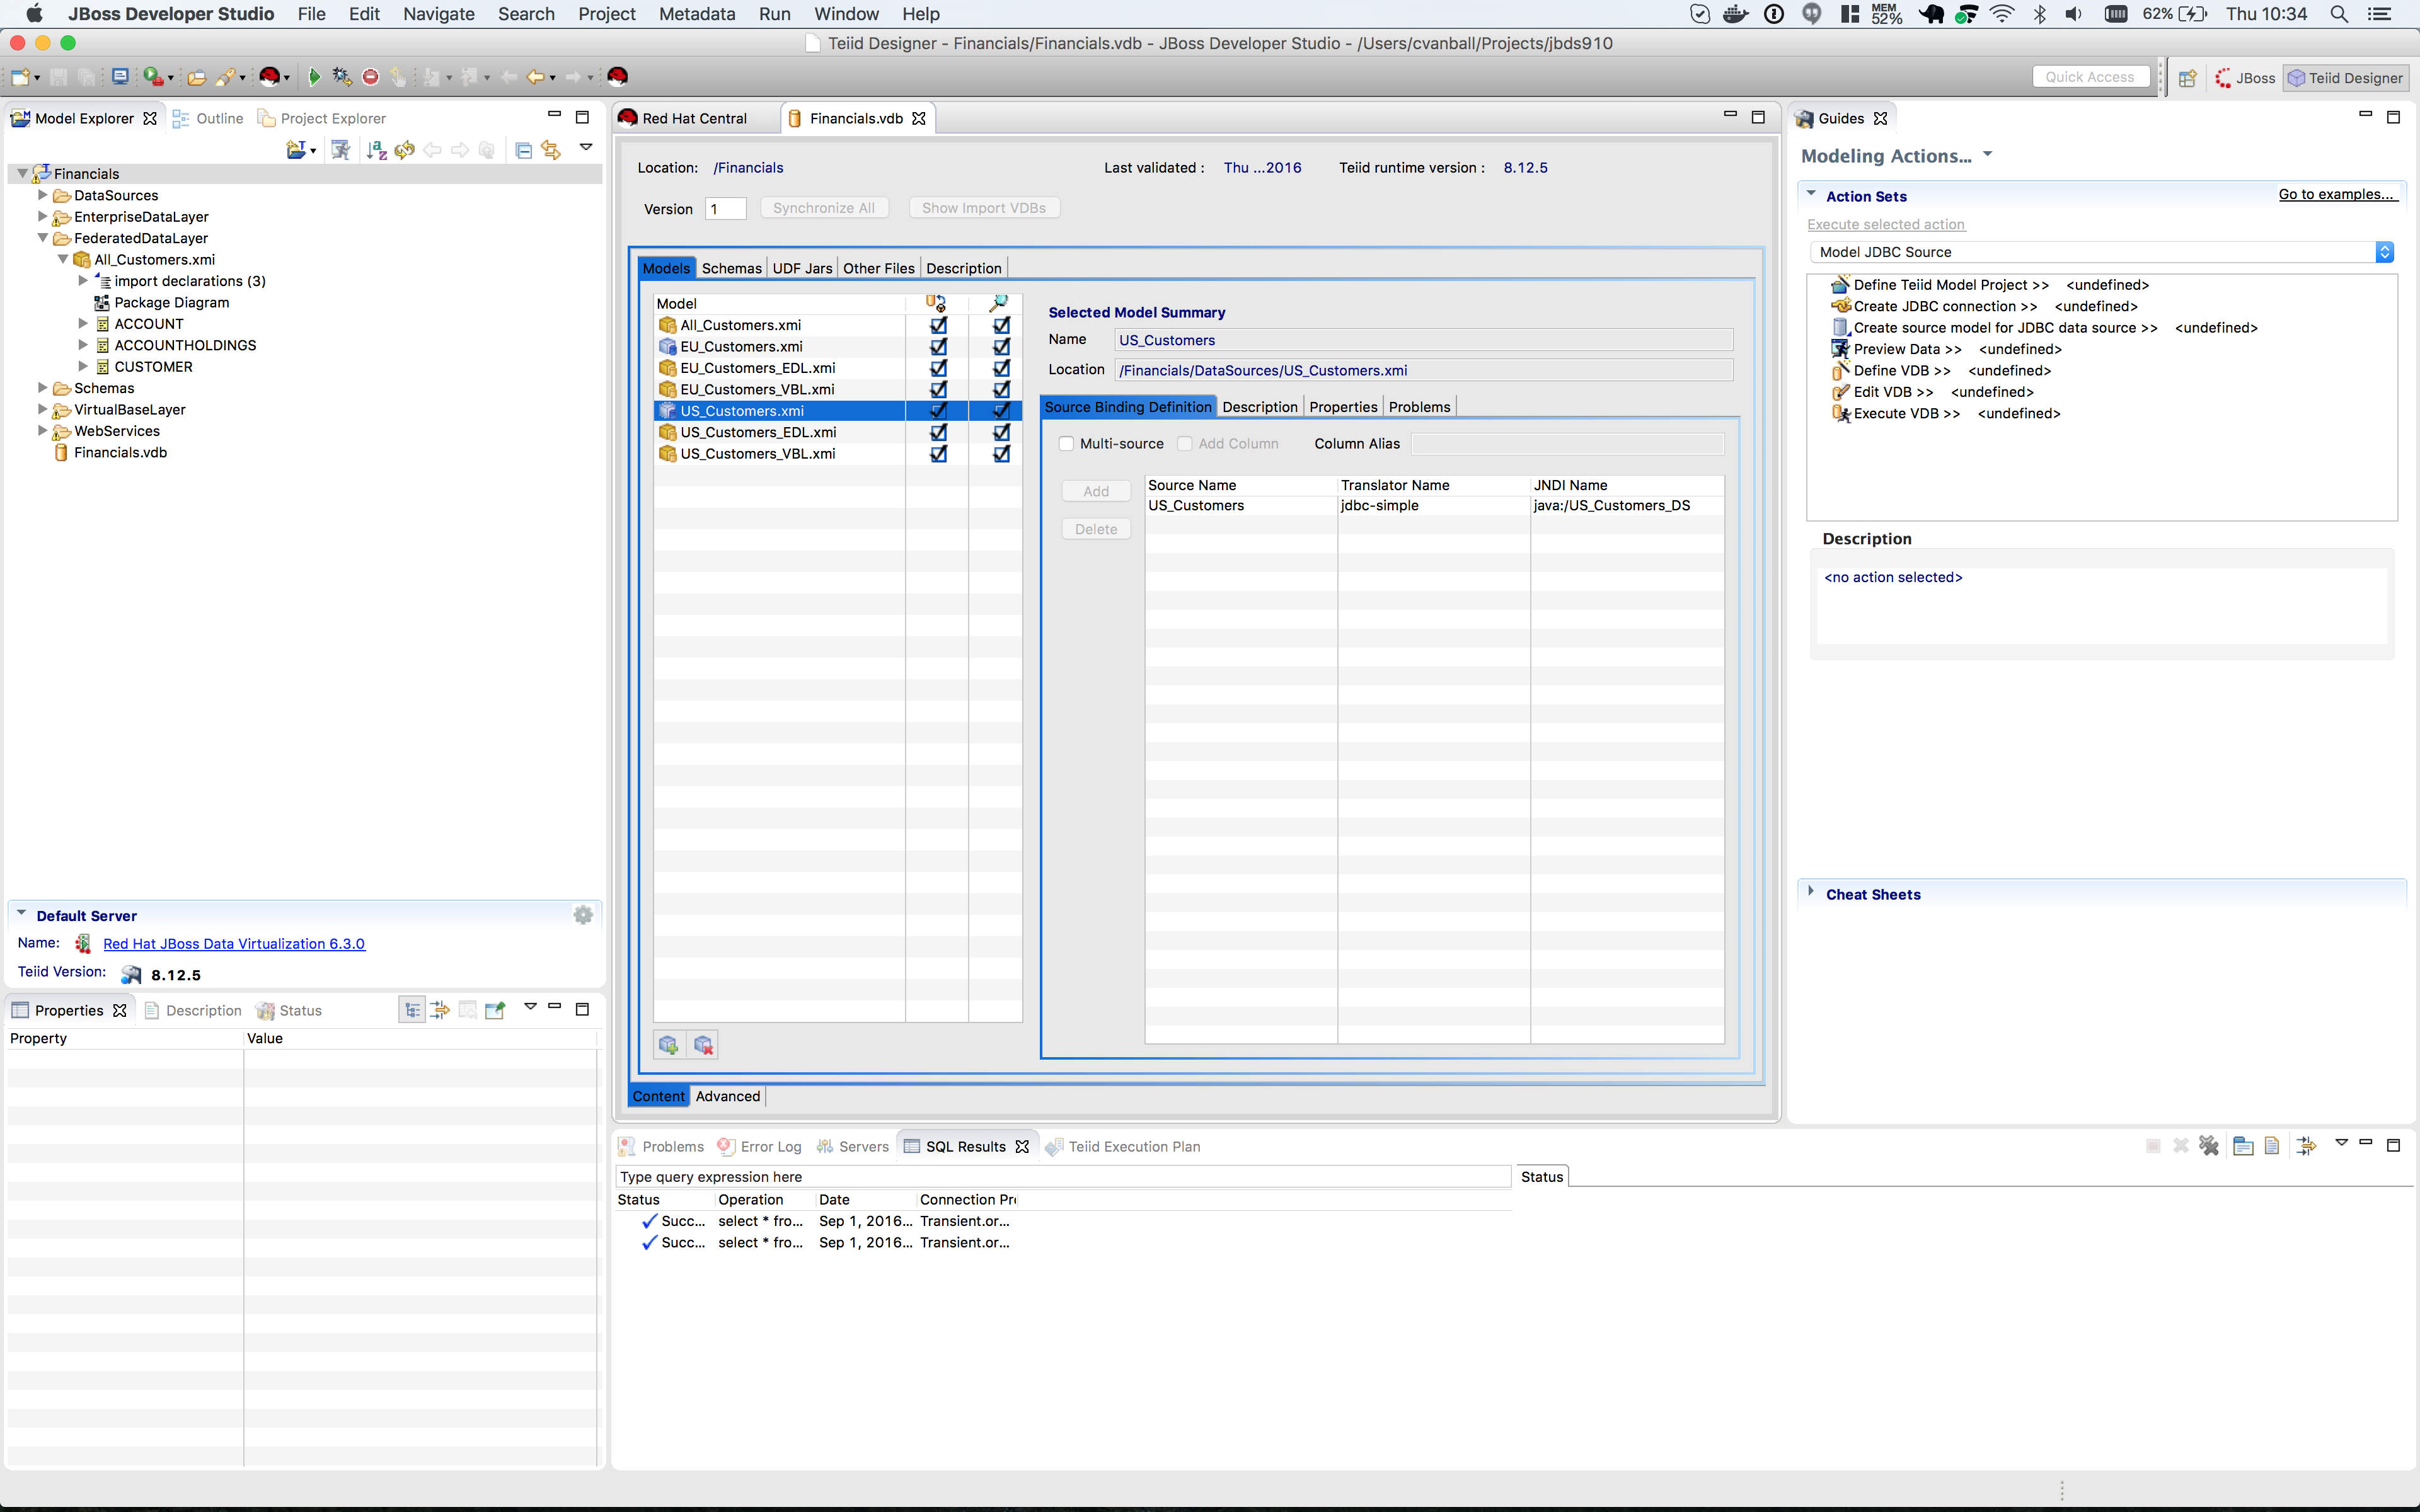 JBoss Developer Studio File Edit Navigate Search Project Metadata Run Window Help MEM 52% 62% Thu 10:34
Teiid Designer - Financials/Financials.vdb - JBoss Developer Studio - /Users/cvanball/Projects/jbds910
Quick Access JBoss Teiid Designer
Model Explorer Outline Project Explorer
Financials
DataSources
EnterpriseDataLayer
FederatedDataLayer
All_Customers.xmi
import declarations (3)
Package Diagram
ACCOUNT
ACCOUNTHOLDINGS
CUSTOMER
Schemas
VirtualBaseLayer
WebServices
Financials.vdb
Default Server
Name: Red Hat JBoss Data Virtualization 6.3.0
Teiid Version: 8.12.5
Properties Description Status
Property Value
Red Hat Central Financials.vdb
Location: /Financials Last validated : Thu ...2016 Teiid runtime version : 8.12.5
Version 1 Synchronize All Show Import VDBs
Models Schemas UDF Jars Other Files Description
Model
All_Customers.xmi
EU_Customers.xmi
EU_Customers_EDL.xmi
EU_Customers_VBL.xmi
US_Customers.xmi
US_Customers_EDL.xmi
US_Customers_VBL.xmi
Selected Model Summary
Name US_Customers
Location /Financials/DataSources/US_Customers.xmi
Source Binding Definition Description Properties Problems
Multi-source Add Column Column Alias
Add
Delete
Source Name Translator Name JNDI Name
US_Customers jdbc-simple java:/US_Customers_DS
Content Advanced
Problems Error Log Servers SQL Results Teiid Execution Plan
Type query expression here
Status Operation Date Connection Pr
Succ... select * fro... Sep 1, 2016... Transient.or...
Succ... select * fro... Sep 1, 2016... Transient.or...
Status
Guides
Modeling Actions...
Action Sets Go to examples...
Execute selected action
Model JDBC Source
Define Teiid Model Project >> <undefined>
Create JDBC connection >> <undefined>
Create source model for JDBC data source >> <undefined>
Preview Data >> <undefined>
Define VDB >> <undefined>
Edit VDB >> <undefined>
Execute VDB >> <undefined>
Description
<no action selected>
Cheat Sheets